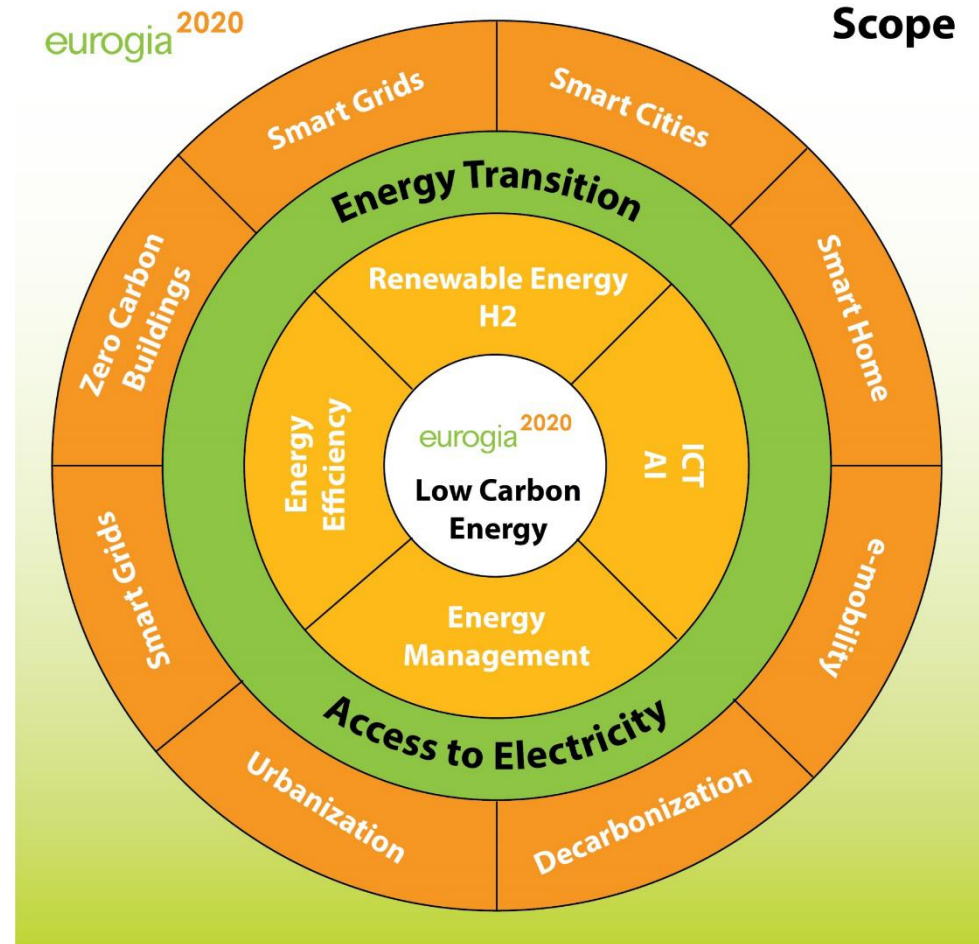 eurogia2020
Scope
Smart Grids
Smart Cities
Zero Carbon
Buildings
Energy Transition
Smart Home
Renewable Energy
H2
Energy
Efficiency
eurogia2020
Low Carbon
Energy
ICT
AI
Smart Grids
e-mobility
Energy
Management
Access to Electricity
Urbanization
Decarbonization